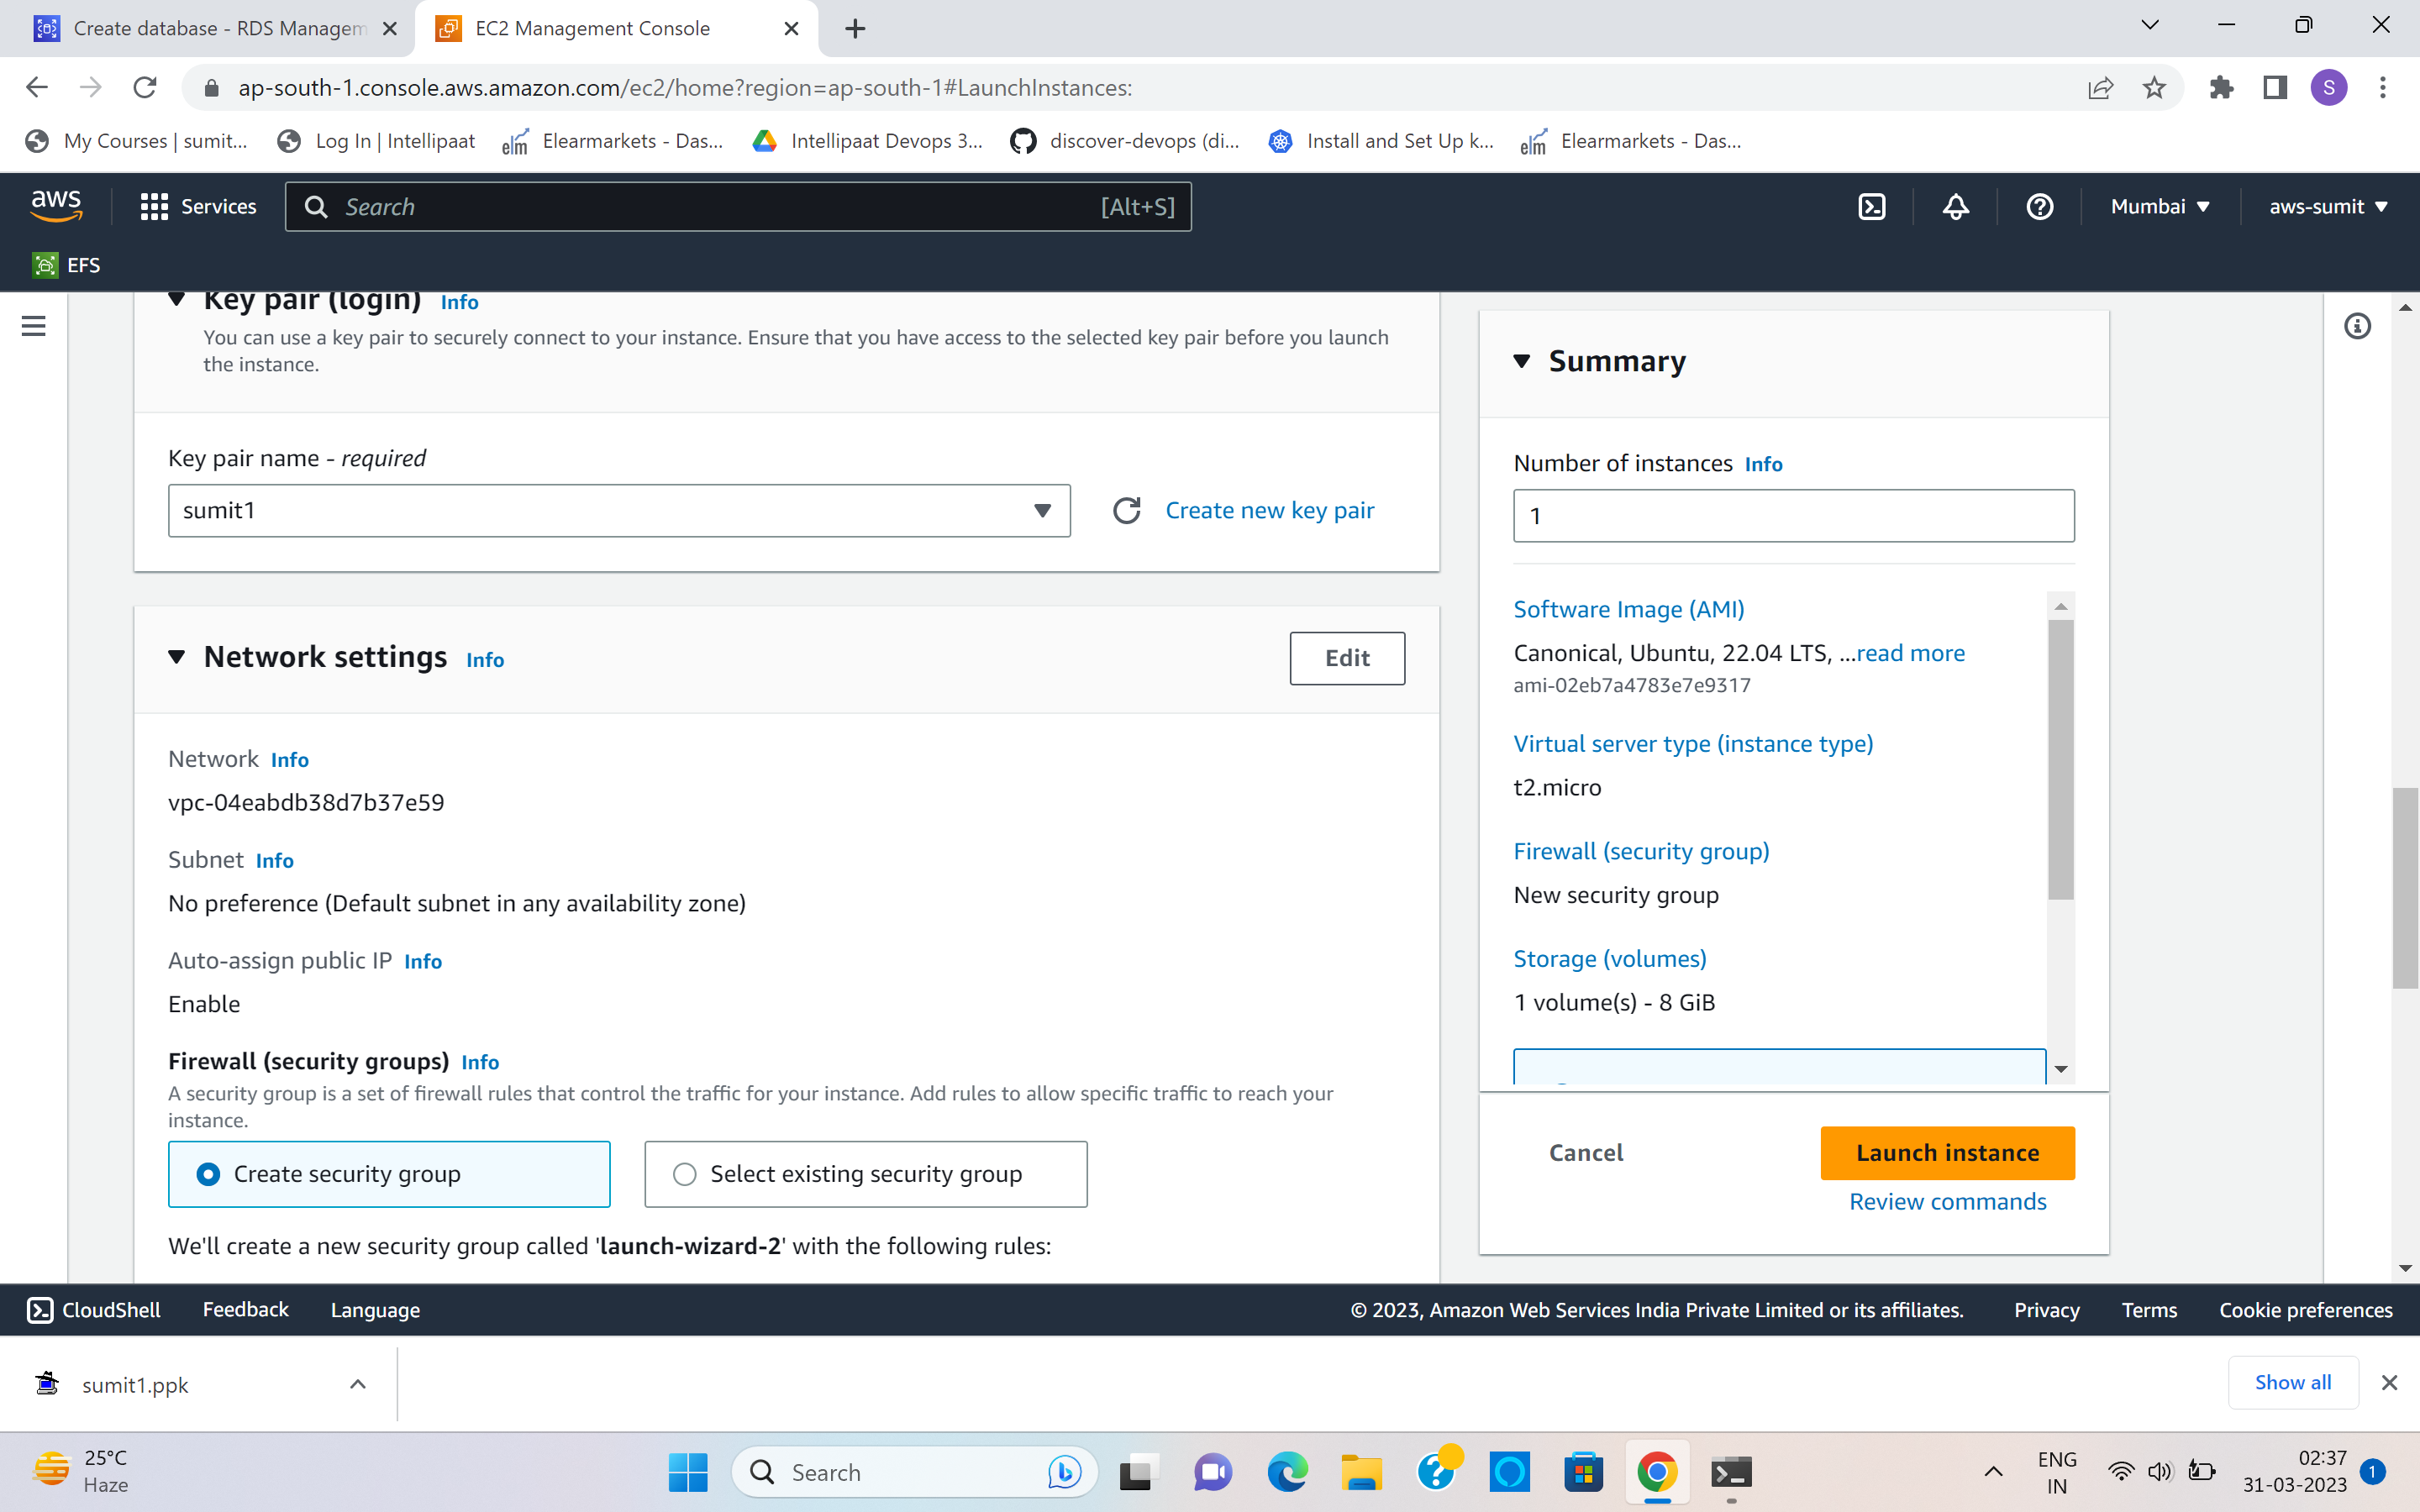 Create database - RDS Managem
EC2 Management Console
ap-south-1.console.aws.amazon.com/ec2/home?region=ap-south-1#LaunchInstances:
S
My Courses | sumit...
Log In | Intellipaat
elm Elearmarkets - Das...
Intellipaat Devops 3...
discover-devops (di...
Install and Set Up k...
elm Elearmarkets - Das...
aws
Services
Search
[Alt+S]
Mumbai
aws-sumit
EFS
Key pair (login) Info
You can use a key pair to securely connect to your instance. Ensure that you have access to the selected key pair before you launch
the instance.
Key pair name - required
sumit1
Create new key pair
Network settings Info
Edit
Network Info
vpc-04eabdb38d7b37e59
Subnet Info
No preference (Default subnet in any availability zone)
Auto-assign public IP Info
Enable
Firewall (security groups) Info
A security group is a set of firewall rules that control the traffic for your instance. Add rules to allow specific traffic to reach your
instance.
Create security group
Select existing security group
We'll create a new security group called 'launch-wizard-2' with the following rules:
Summary
Number of instances Info
1
Software Image (AMI)
Canonical, Ubuntu, 22.04 LTS, ...read more
ami-02eb7a4783e7e9317
Virtual server type (instance type)
t2.micro
Firewall (security group)
New security group
Storage (volumes)
1 volume(s) - 8 GiB
Cancel
Launch instance
Review commands
CloudShell
Feedback
Language
© 2023, Amazon Web Services India Private Limited or its affiliates.
Privacy
Terms
Cookie preferences
sumit1.ppk
Show all
25°C
Haze
Search
ENG
IN
02:37
31-03-2023
1